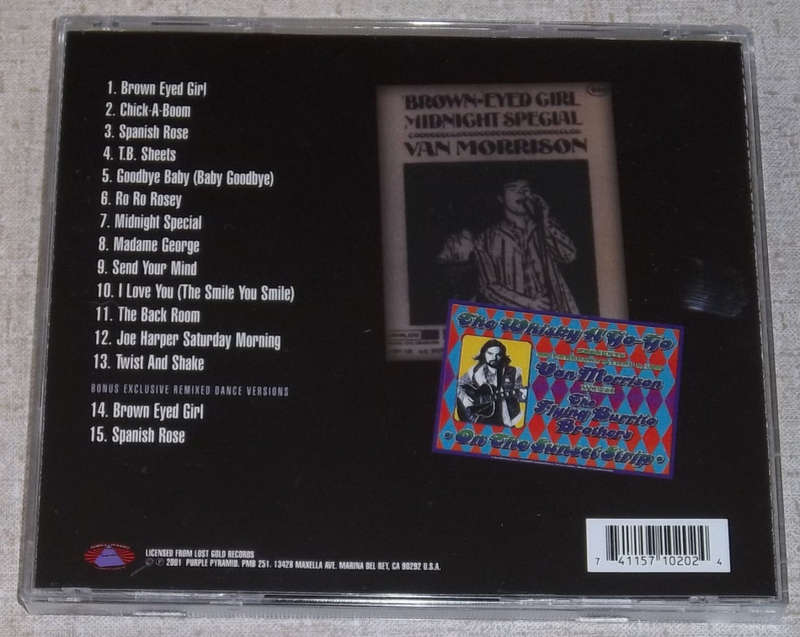 1. Brown Eyed Girl
2. Chick-A-Boom
3. Spanish Rose
4. T.B. Sheets
5. Goodbye Baby (Baby Goodbye)
6. Ro Ro Rosey
7. Midnight Special
8. Madame George
9. Send Your Mind
10. I Love You (The Smile You Smile)
11. The Back Room
12. Joe Harper Saturday Morning
13. Twist And Shake
BONUS EXCLUSIVE REMIXED DANCE VERSIONS
14. Brown Eyed Girl
15. Spanish Rose
BROWN-EYED GIRL
MIDNIGHT SPECIAL
VAN MORRISON
The Whisky A Go-Go
Van Morrison
The
Flying Burrito
Brothers
On The Sunset Strip
LICENSED FROM LOST GOLD RECORDS
© ℗ 2001 PURPLE PYRAMID. PMB 251. 13428 MAXELLA AVE. MARINA DEL REY, CA 90292 U.S.A.
7 41157 10202 4